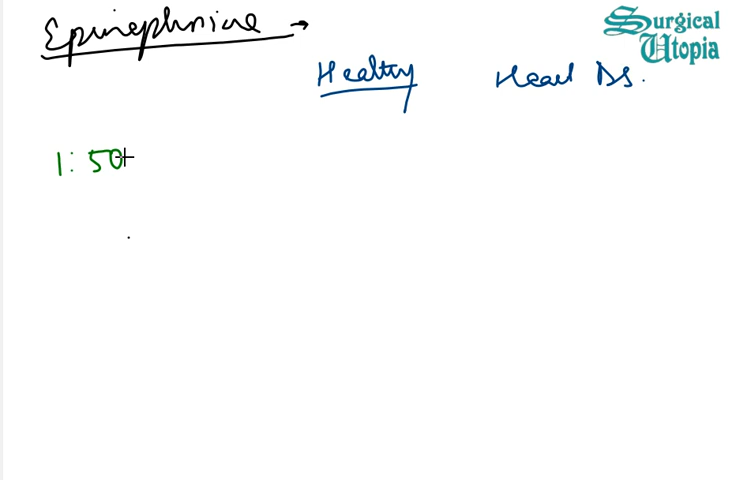 Epinephrine →
Surgical
Utopia
Healthy Heart Ds.
1: 50